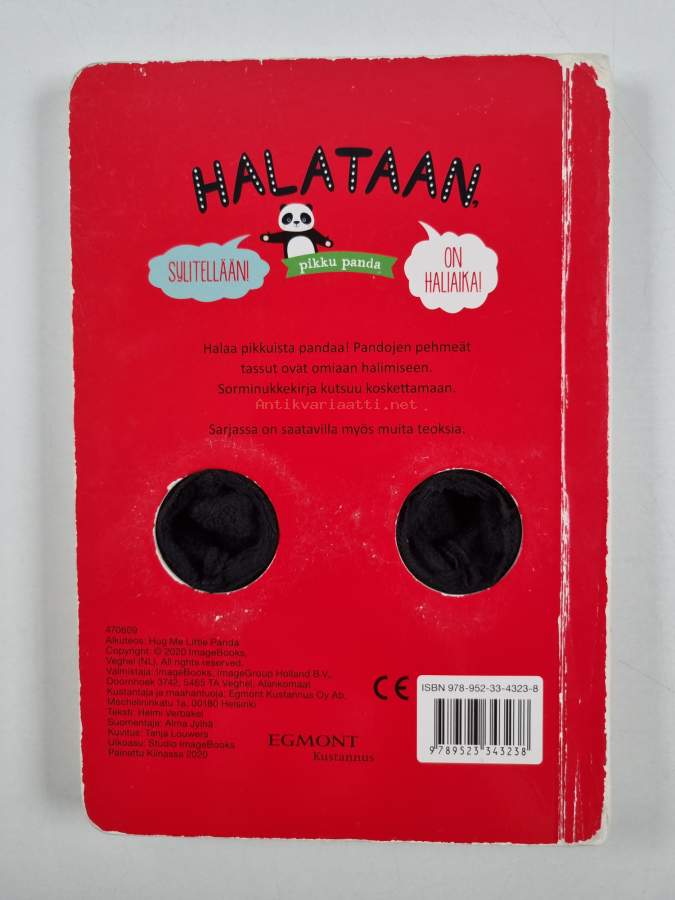 HALATAAN,
pikku panda
SYLITELLÄÄN!
ON
HALIAIKA!
Halaa pikkuista pandaa! Pandojen pehmeät
tassut ovat omiaan halimiseen.
Sorminukkekirja kutsuu koskettamaan.
Antikvariaatti.net
Sarjassa on saatavilla myös muita teoksia.
470609
Alkuteos: Hug Me Little Panda
Copyright: © 2020 ImageBooks,
Veghel (NL). All rights reserved.
Valmistaja: ImageBooks, ImageGroup Holland B.V.,
Doornhoek 3742, 5465 TA Veghel, Alankomaat
Kustantaja ja maahantuoja: Egmont Kustannus Oy Ab,
Mechelininkatu 1a, 00180 Helsinki
Teksti: Helmi Verbakel
Suomentaja: Alma Jylhä
Kuvitus: Tanja Louwers
Ulkoasu: Studio ImageBooks
Painettu Kiinassa 2020
EGMONT
Kustannus
CE
ISBN 978-952-33-4323-8
9 789523 343238